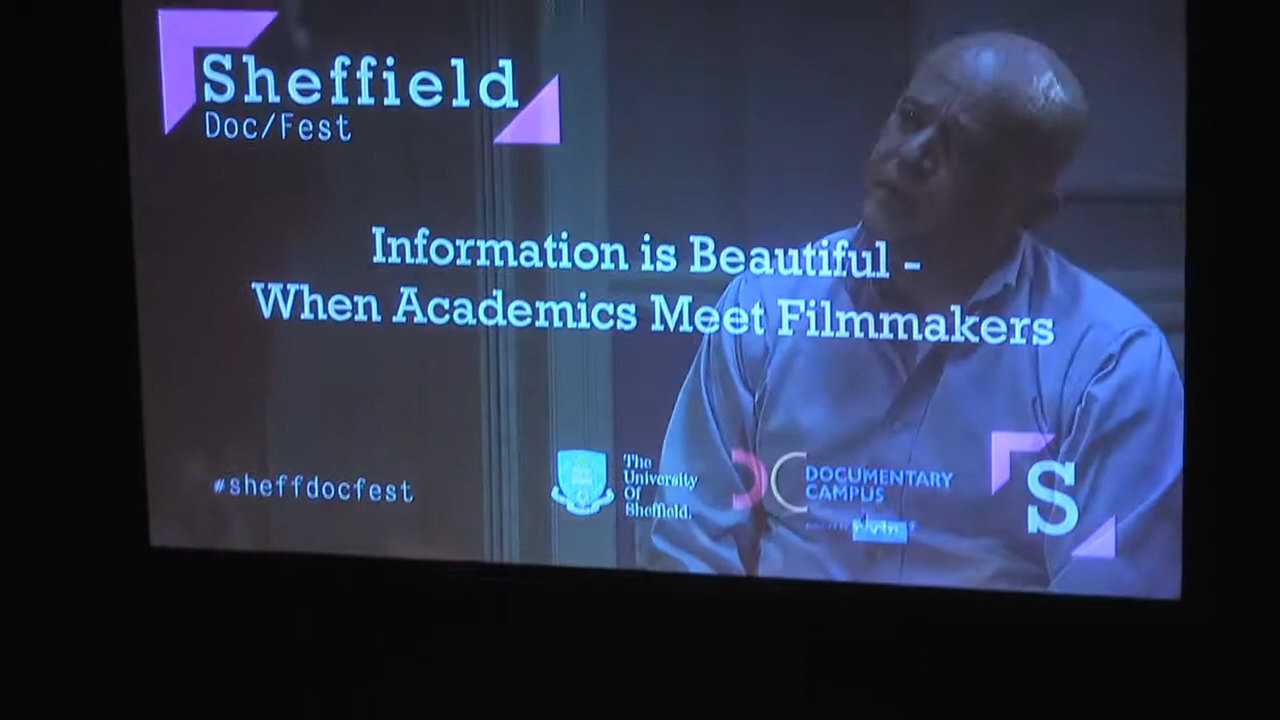 Sheffield
Doc/Fest
Information is Beautiful -
When Academics Meet Filmmakers
#sheffdocfest
The
University
Of
Sheffield.
DOCUMENTARY
CAMPUS
S